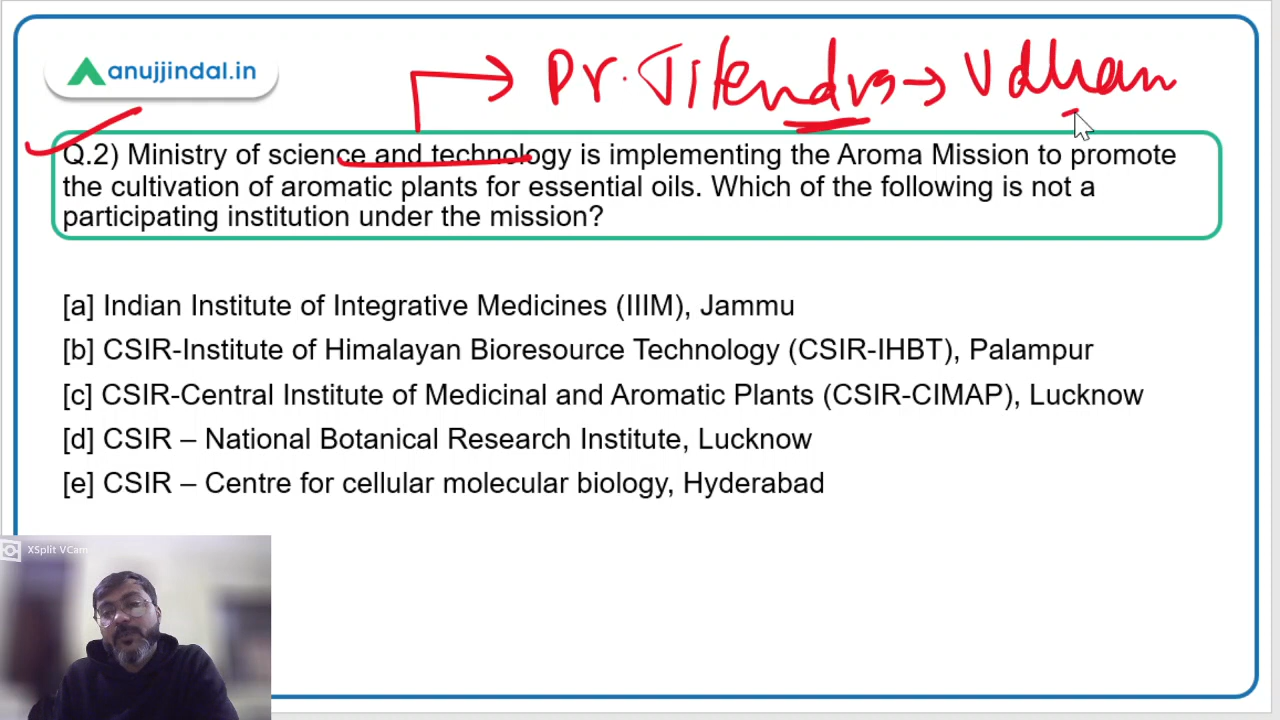 anujjindal.in
Dr. Jitendra → Udham
Q.2) Ministry of science and technology is implementing the Aroma Mission to promote
the cultivation of aromatic plants for essential oils. Which of the following is not a
participating institution under the mission?
[a] Indian Institute of Integrative Medicines (IIIM), Jammu
[b] CSIR-Institute of Himalayan Bioresource Technology (CSIR-IHBT), Palampur
[c] CSIR-Central Institute of Medicinal and Aromatic Plants (CSIR-CIMAP), Lucknow
[d] CSIR – National Botanical Research Institute, Lucknow
[e] CSIR – Centre for cellular molecular biology, Hyderabad
XSplit VCam